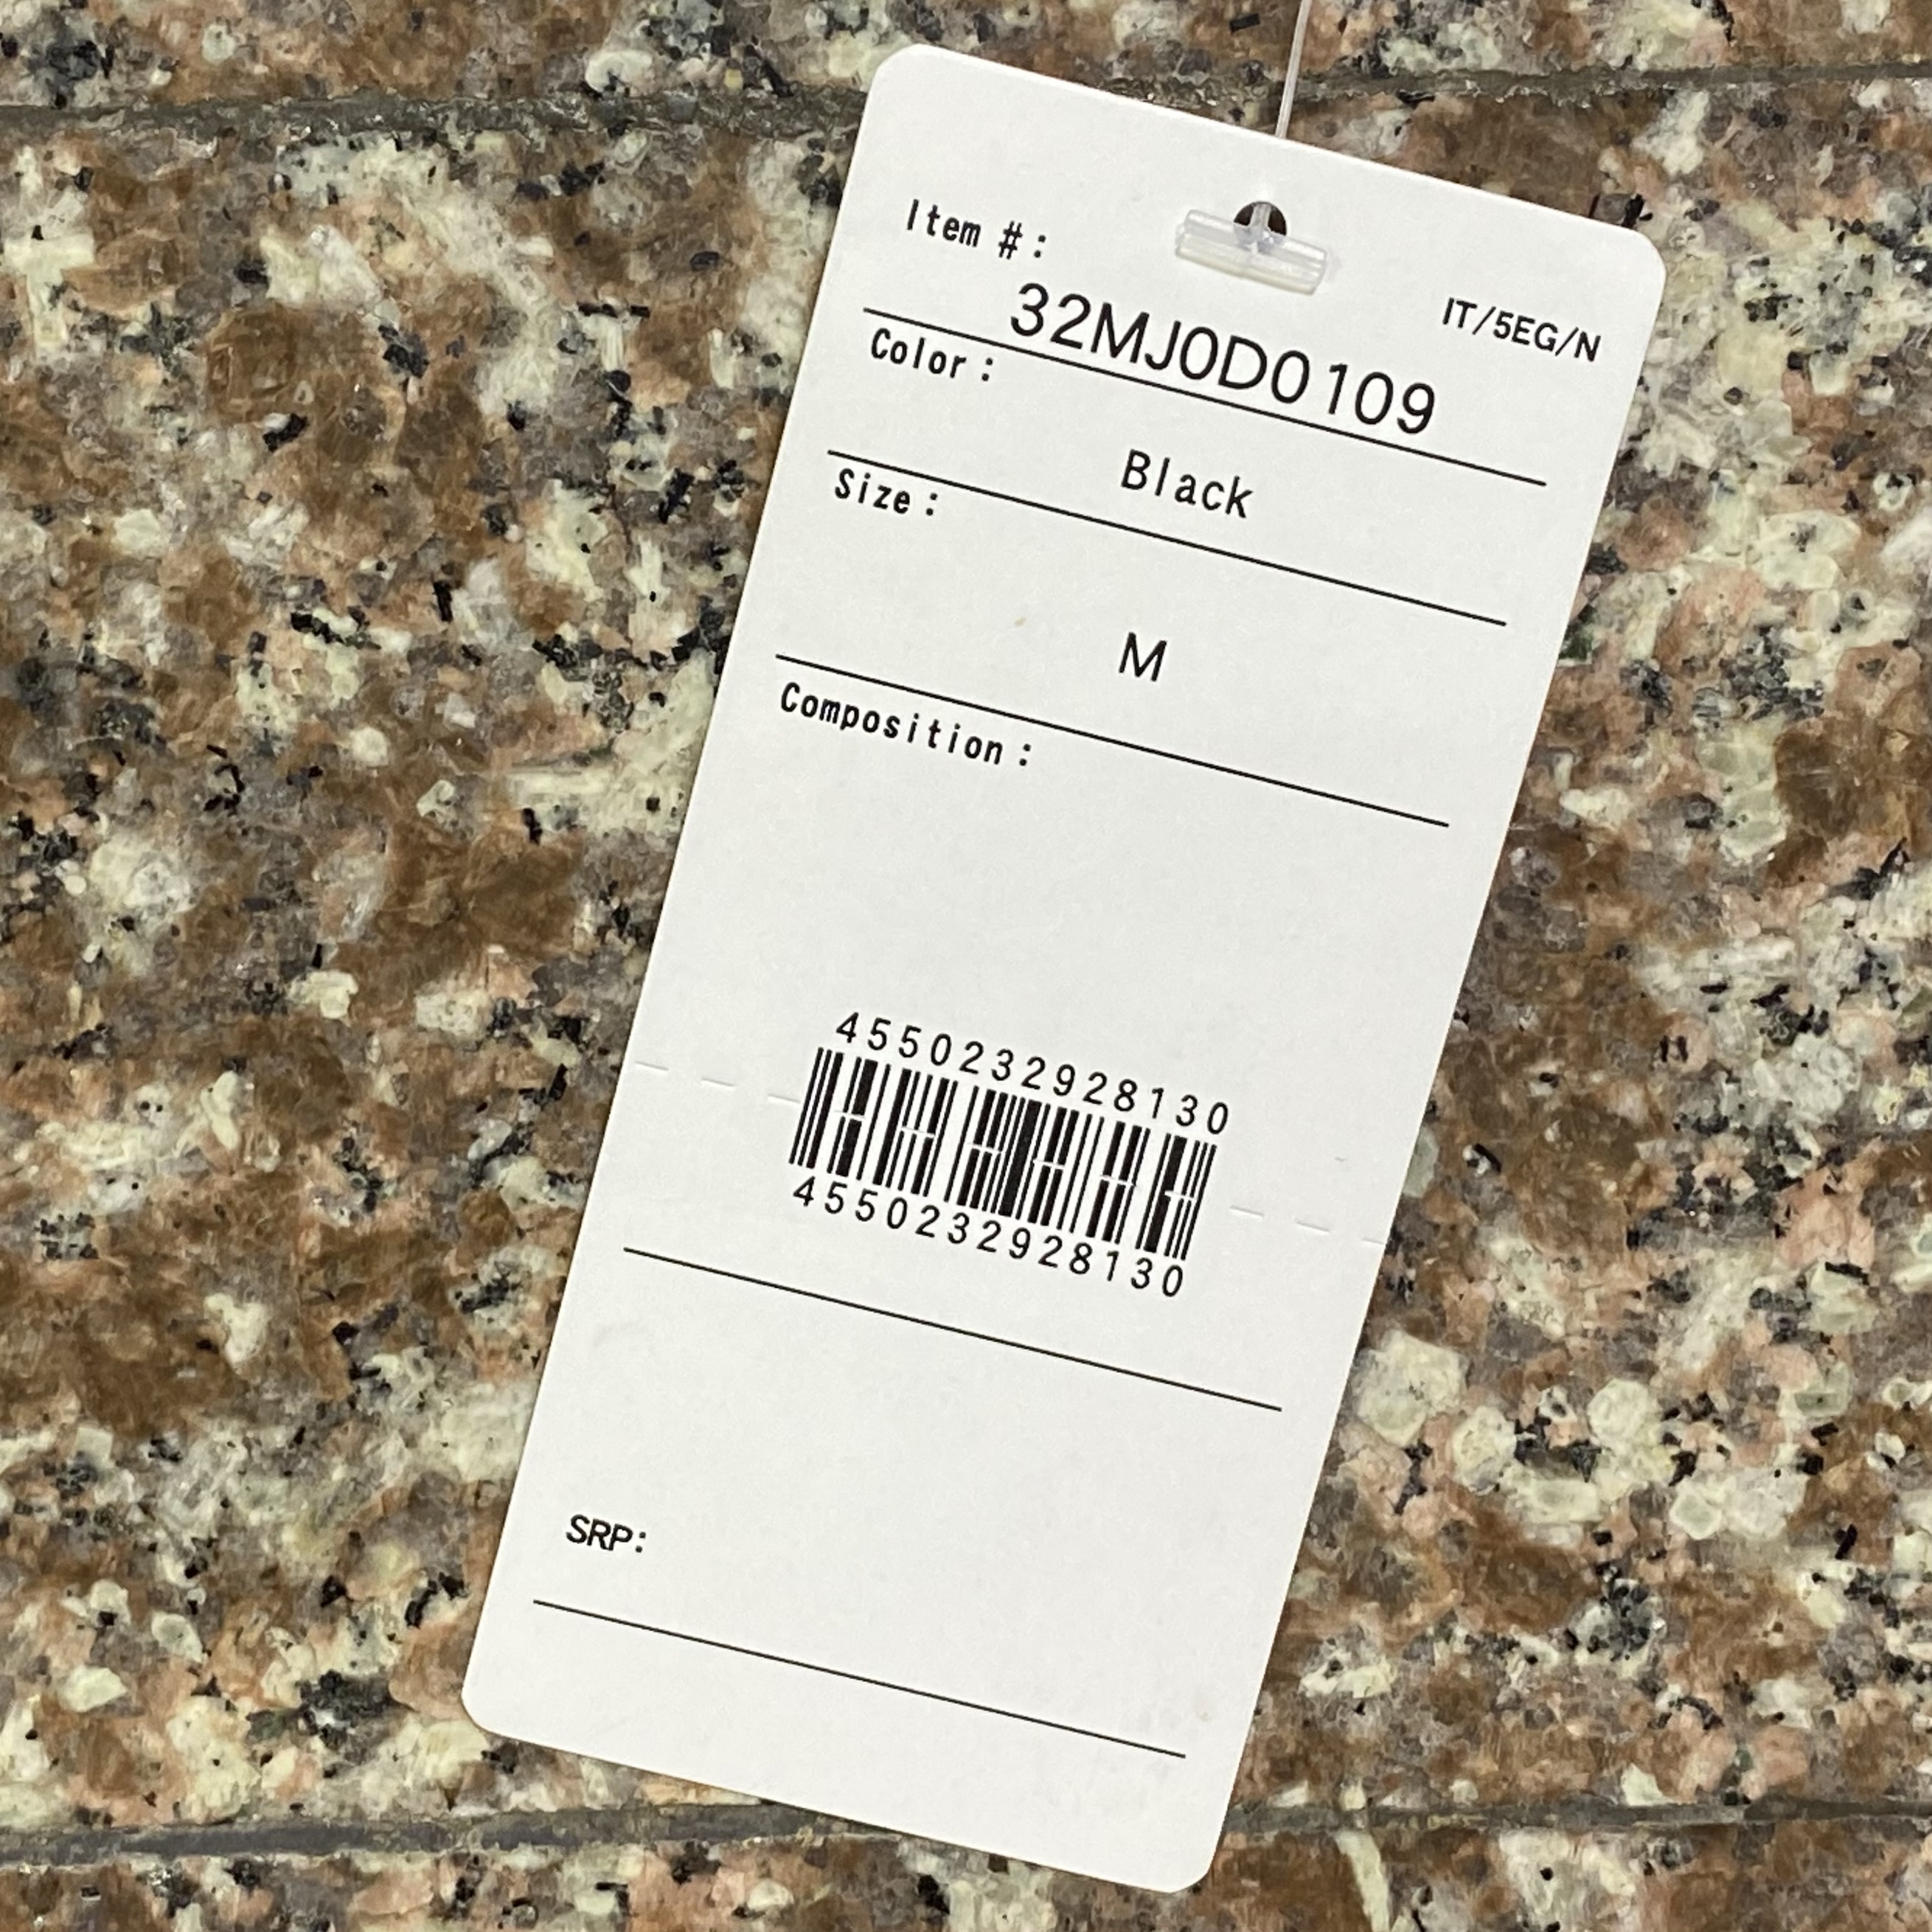 Item #:
IT/5EG/N
32MJ0D0109
Color:
Black
Size:
M
Composition:
4550232928130
4550232928130
SRP: